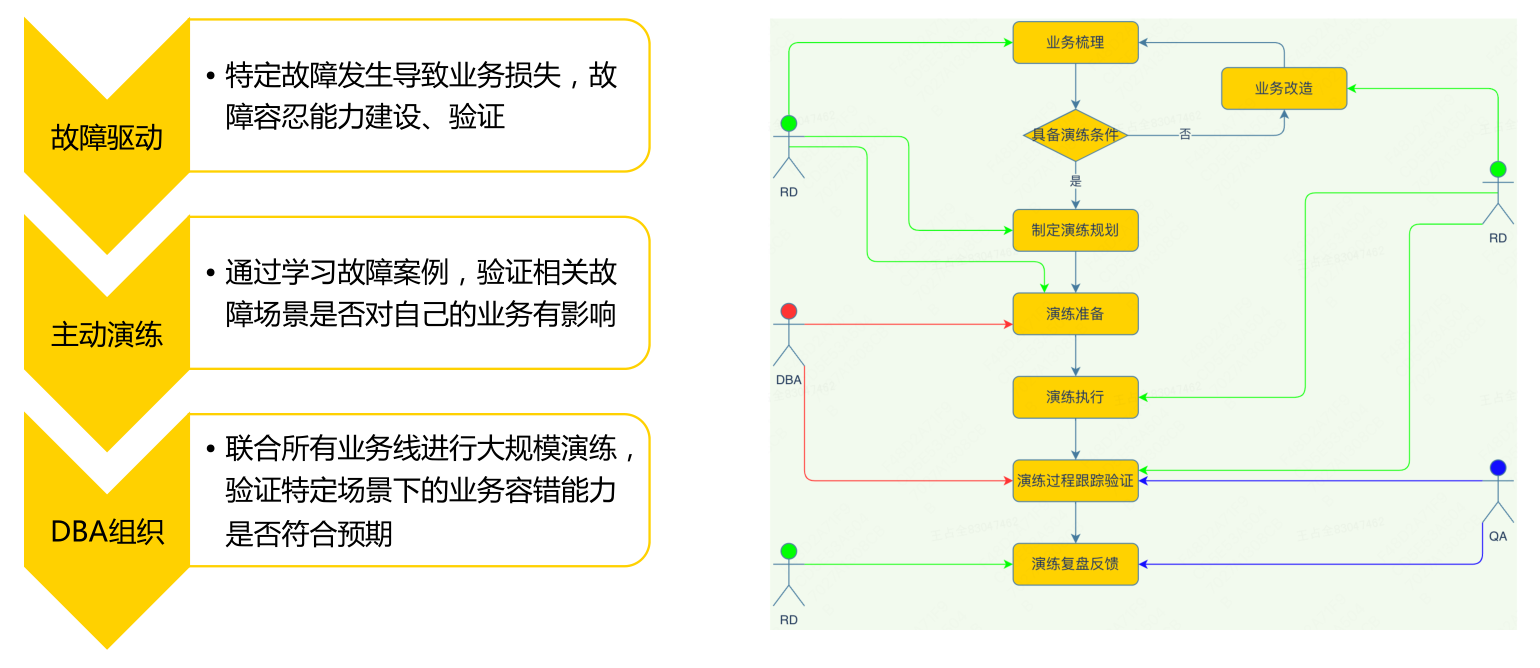 故障驱动
• 特定故障发生导致业务损失，故
障容忍能力建设、验证
主动演练
• 通过学习故障案例，验证相关故
障场景是否对自己的业务有影响
DBA组织
• 联合所有业务线进行大规模演练，
验证特定场景下的业务容错能力
是否符合预期
业务梳理
业务改造
具备演练条件
否
是
RD
RD
制定演练规划
演练准备
DBA
演练执行
演练过程跟踪验证
QA
演练复盘反馈
RD